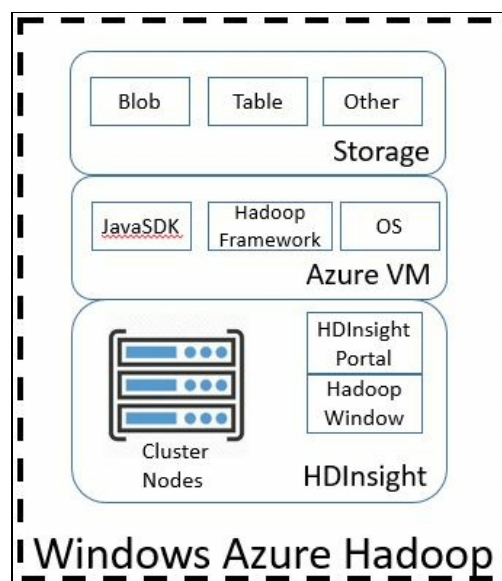 Blob
Table
Other
Storage
JavaSDK
Hadoop
Framework
OS
Azure VM
HDInsight
Portal
Hadoop
Window
Cluster
Nodes
HDInsight
Windows Azure Hadoop